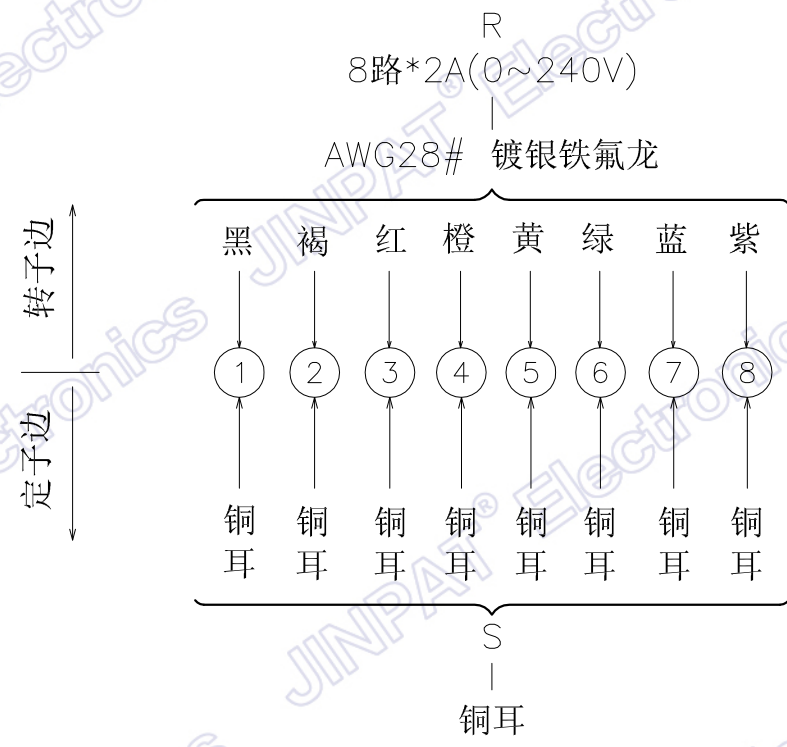 R
8路*2A(0~240V)
AWG28# 镀银铁氟龙
黑 褐 红 橙 黄 绿 蓝 紫
转子边
1 2 3 4 5 6 7 8
定子边
铜耳 铜耳 铜耳 铜耳 铜耳 铜耳 铜耳 铜耳
S
铜耳
JINPAT® Electronics
JINPAT® Electronics